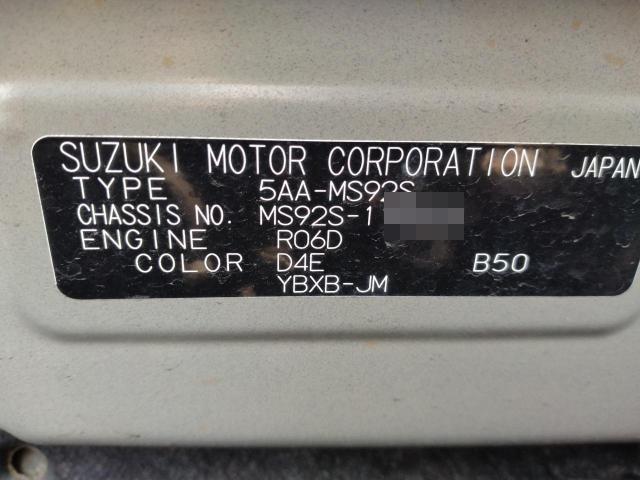 SUZUKI MOTOR CORPORATION JAPAN
TYPE 5AA-MS92S
CHASSIS NO. MS92S-1
ENGINE R06D
COLOR D4E B50
YBXB-JM